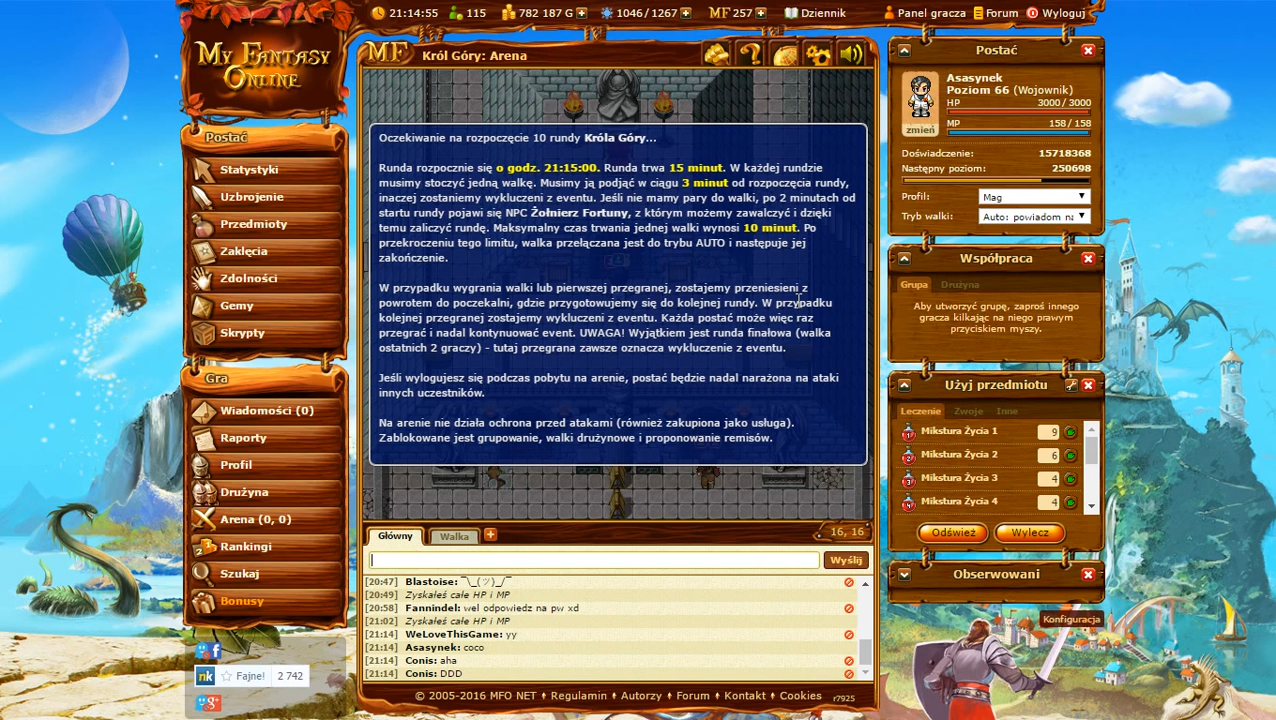 My Fantasy
Online
21:14:55 115 782 187 G 1046 / 1267 MF 257 Dziennik Panel gracza Forum Wyloguj
MF Król Góry: Arena
Postać
Statystyki
Uzbrojenie
Przedmioty
Zaklęcia
Zdolności
Gemy
Skrypty
Gra
Wiadomości (0)
Raporty
Profil
Drużyna
Arena (0, 0)
Rankingi
Szukaj
Bonusy
Fajne! 2 742
Oczekiwanie na rozpoczęcie 10 rundy Króla Góry...
Runda rozpocznie się o godz. 21:15:00. Runda trwa 15 minut. W każdej rundzie
musimy stoczyć jedną walkę. Musimy ją podjąć w ciągu 3 minut od rozpoczęcia rundy,
inaczej zostaniemy wykluczeni z eventu. Jeśli nie mamy pary do walki, po 2 minutach od
startu rundy pojawi się NPC Żołnierz Fortuny, z którym możemy zawalczyć i dzięki
temu zaliczyć rundę. Maksymalny czas trwania jednej walki wynosi 10 minut. Po
przekroczeniu tego limitu, walka przełączana jest do trybu AUTO i następuje jej
zakończenie.
W przypadku wygrania walki lub pierwszej przegranej, zostajemy przeniesieni z
powrotem do poczekalni, gdzie przygotowujemy się do kolejnej rundy. W przypadku
kolejnej przegranej zostajemy wykluczeni z eventu. Każda postać może więc raz
przegrać i nadal kontynuować event. UWAGA! Wyjątkiem jest runda finałowa (walka
ostatnich 2 graczy) - tutaj przegrana zawsze oznacza wykluczenie z eventu.
Jeśli wylogujesz się podczas pobytu na arenie, postać będzie nadal narażona na ataki
innych uczestników.
Na arenie nie działa ochrona przed atakami (również zakupiona jako usługa).
Zablokowane jest grupowanie, walki drużynowe i proponowanie remisów.
Główny Walka 16, 16
Wyślij
[20:47] Blastoise: ¯\_(ツ)_/¯
[20:49] Zyskałeś całe HP i MP
[20:58] Fannindel: wel odpowiedz na pw xd
[21:02] Zyskałeś całe HP i MP
[21:14] WeLoveThisGame: yy
[21:14] Asasynek: coco
[21:14] Conis: aha
[21:14] Conis: DDD
© 2005-2016 MFO NET Regulamin Autorzy Forum Kontakt Cookies r7925
Postać
Asasynek
Poziom 66 (Wojownik)
HP 3000 / 3000
MP 158 / 158
zmień
Doświadczenie: 15718368
Następny poziom: 250698
Profil: Mag
Tryb walki: Auto: powiadom na
Współpraca
Grupa Drużyna
Aby utworzyć grupę, zaproś innego
gracza kilkając na niego prawym
przyciskiem myszy.
Użyj przedmiotu
Leczenie Zwoje Inne
Mikstura Życia 1 9
Mikstura Życia 2 6
Mikstura Życia 3 4
Mikstura Życia 4 4
Odśwież Wylecz
Obserwowani
Konfiguracja